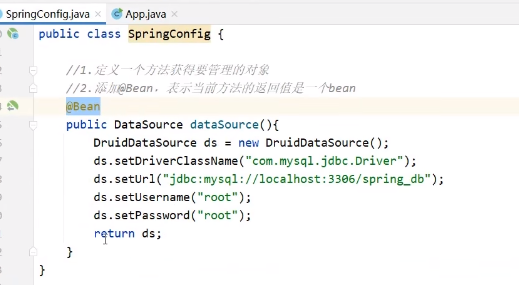 SpringConfig.java × App.java ×
public class SpringConfig {
//1.定义一个方法获得要管理的对象
//2.添加@Bean，表示当前方法的返回值是一个bean
@Bean
public DataSource dataSource(){
DruidDataSource ds = new DruidDataSource();
ds.setDriverClassName("com.mysql.jdbc.Driver");
ds.setUrl("jdbc:mysql://localhost:3306/spring_db");
ds.setUsername("root");
ds.setPassword("root");
return ds;
}
}